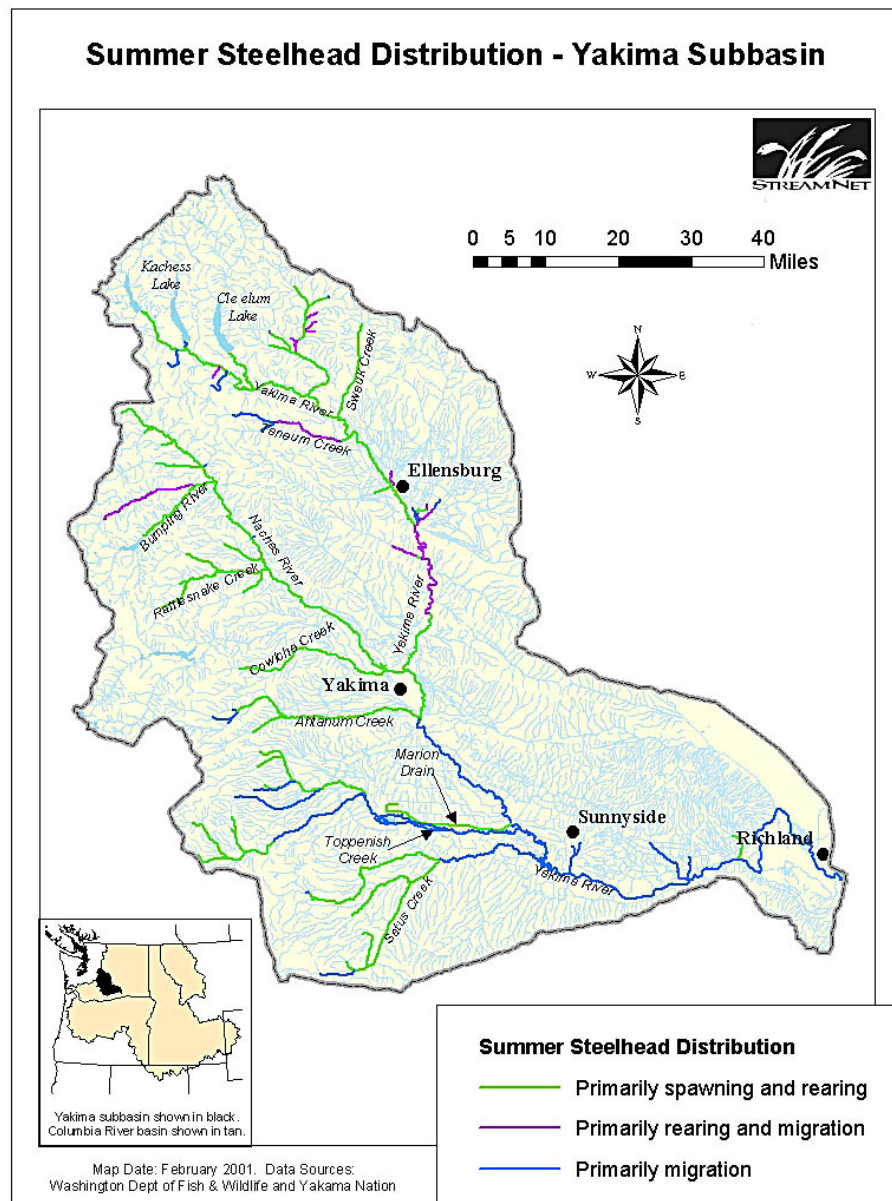 Summer Steelhead Distribution - Yakima Subbasin
STREAMNET
0 5 10 20 30 40
Miles
Kachess
Lake
Cle elum
Lake
Swauk Creek
Yakima River
Teneum Creek
Ellensburg
N
W E
S
Bumping River
Naches River
Rattlesnake Creek
Yakima River
Cowiche Creek
Yakima
Ahtanum Creek
Marion
Drain
Sunnyside
Richland
Toppenish
Creek
Yakima River
Satus Creek
Yakima subbasin shown in black.
Columbia River basin shown in tan.
Summer Steelhead Distribution
Primarily spawning and rearing
Primarily rearing and migration
Primarily migration
Map Date: February 2001. Data Sources:
Washington Dept of Fish & Wildlife and Yakama Nation